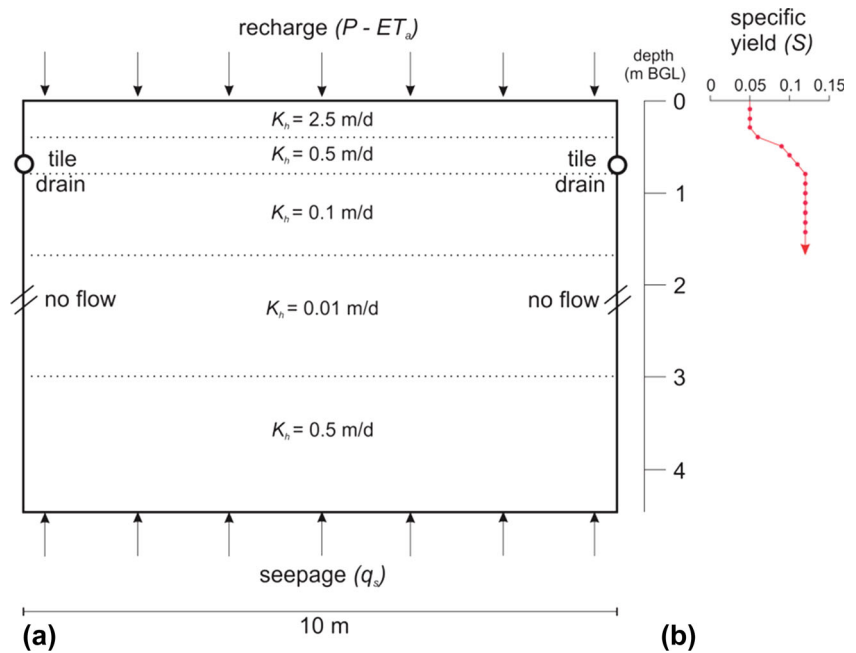 recharge (P - ETa)
specific
yield (S)
depth
(m BGL)
0 0.05 0.1 0.15
0
Kh = 2.5 m/d
tile
drain
Kh = 0.5 m/d
tile
drain
1
Kh = 0.1 m/d
2
no flow
Kh = 0.01 m/d
no flow
3
Kh = 0.5 m/d
4
seepage (qs)
10 m
(a)
(b)